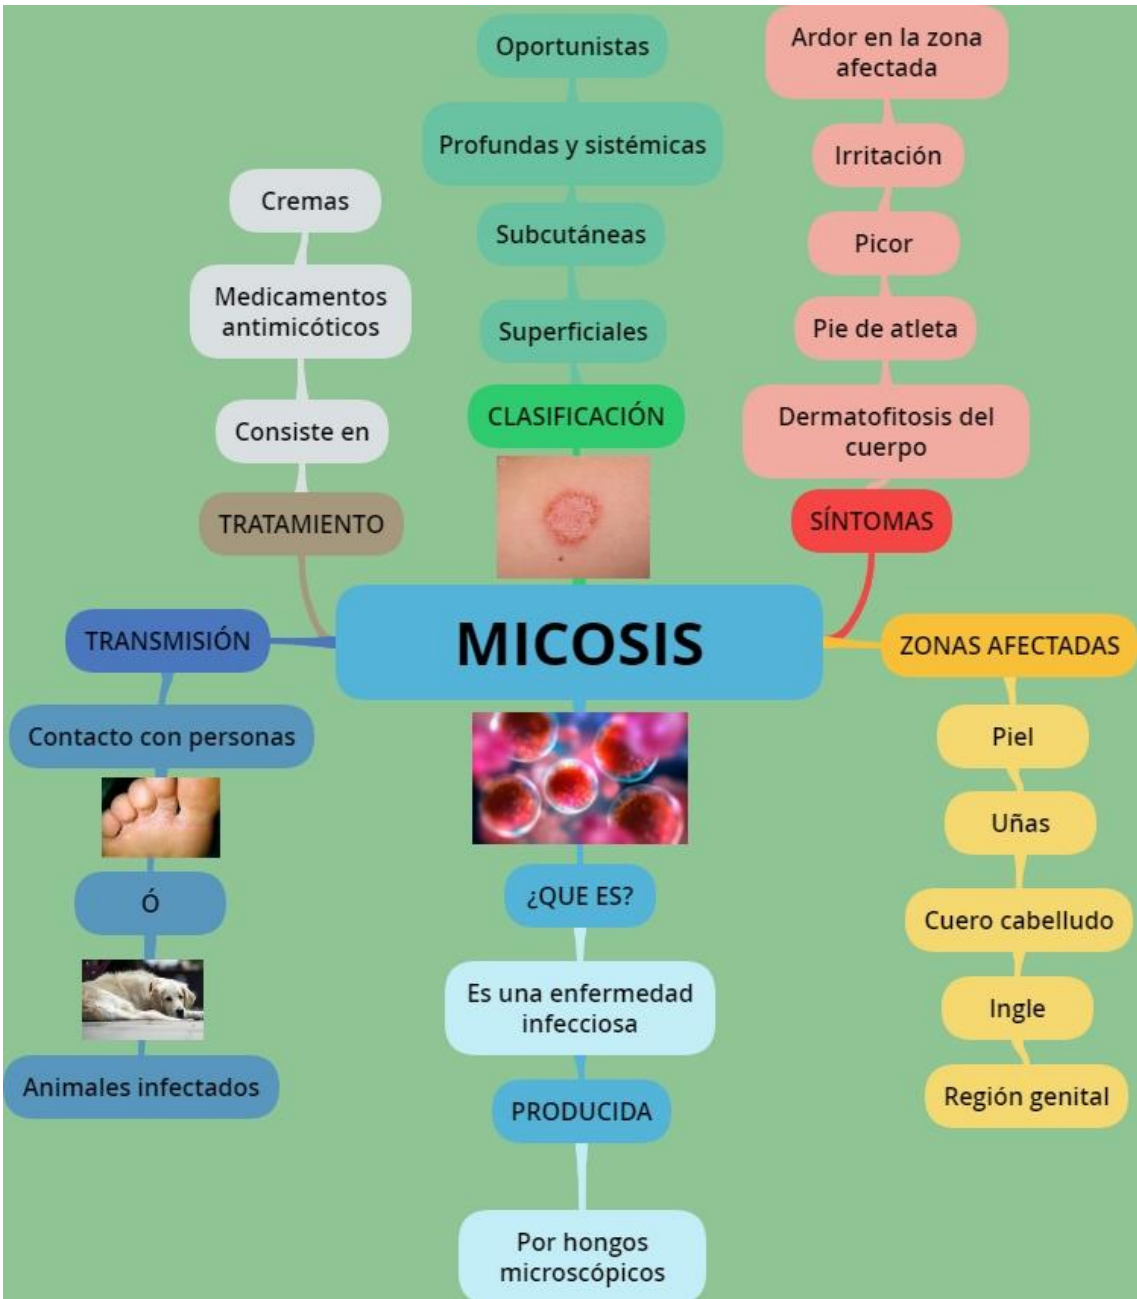 Oportunistas
Profundas y sistémicas
Subcutáneas
Superficiales
CLASIFICACIÓN
Ardor en la zona
afectada
Irritación
Picor
Pie de atleta
Dermatofitosis del
cuerpo
SÍNTOMAS
Cremas
Medicamentos
antimicóticos
Consiste en
TRATAMIENTO
MICOSIS
TRANSMISIÓN
Contacto con personas
Ó
Animales infectados
¿QUE ES?
Es una enfermedad
infecciosa
PRODUCIDA
Por hongos
microscópicos
ZONAS AFECTADAS
Piel
Uñas
Cuero cabelludo
Ingle
Región genital